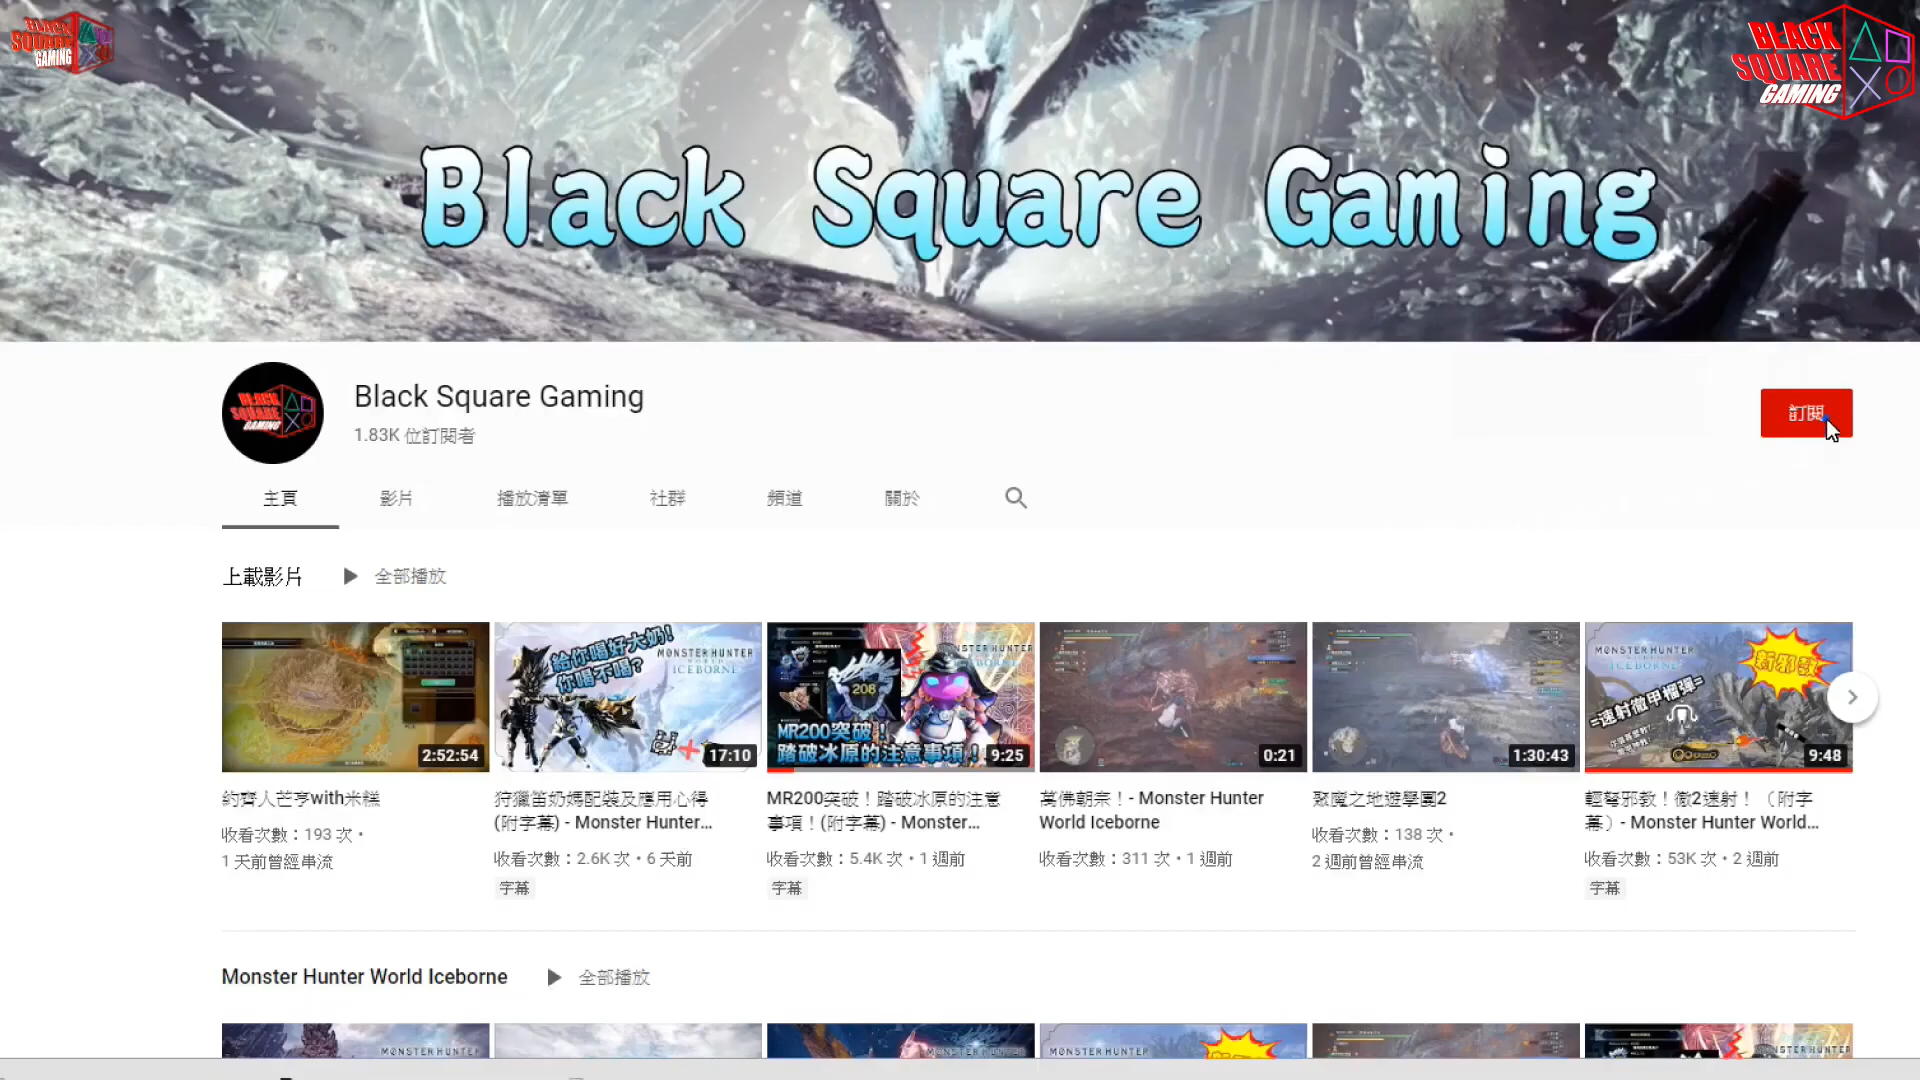 BLACK
SQUARE
GAMING
BLACK
SQUARE
GAMING
Black Square Gaming
BLACK
SQUARE
GAMING
Black Square Gaming
1.83K 位訂閱者
訂閱
主頁
影片
播放清單
社群
頻道
關於
上載影片
全部播放
2:52:54
給你喝好大奶!
你喝不喝?
MONSTER HUNTER
WORLD
ICEBORNE
17:10
208
MR200突破!
踏破冰原的注意事項!
9:25
0:21
1:30:43
MONSTER HUNTER
ICEBORNE
新邪教
=速射徹甲榴彈=
9:48
約齊人芒亨with米糕
收看次數：193 次・
1 天前曾經串流
狩獵笛奶媽配裝及應用心得
(附字幕) - Monster Hunter...
收看次數：2.6K 次・6 天前
字幕
MR200突破！踏破冰原的注意
事項！(附字幕) - Monster...
收看次數：5.4K 次・1 週前
字幕
萬佛朝宗！- Monster Hunter
World Iceborne
收看次數：311 次・1 週前
聚魔之地遊學團2
收看次數：138 次・
2 週前曾經串流
輕弩邪教！徹2速射！（附字
幕）- Monster Hunter World...
收看次數：53K 次・2 週前
字幕
Monster Hunter World Iceborne
全部播放
MONSTER HUNTER
MONSTER HUNTER
MONSTER HUNTER